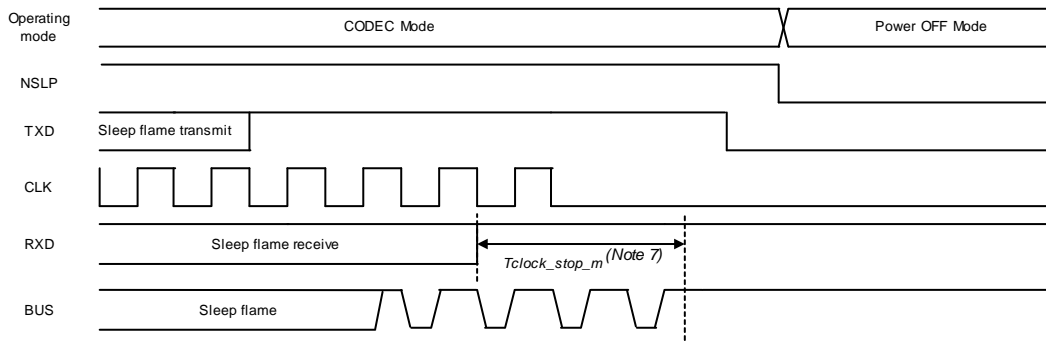 Operating
mode
CODEC Mode
Power OFF Mode
NSLP
TXD
Sleep flame transmit
CLK
RXD
Sleep flame receive
Tclock_stop_m (Note 7)
BUS
Sleep flame